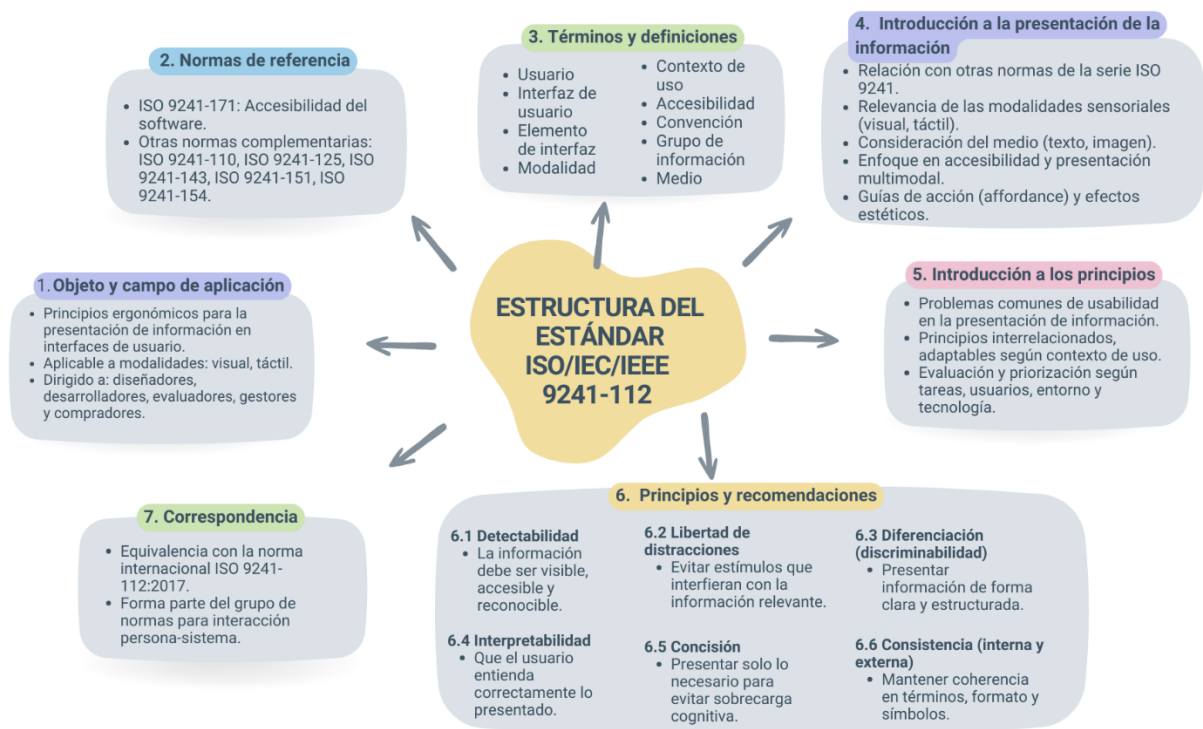 ESTRUCTURA DEL
ESTÁNDAR
ISO/IEC/IEEE
9241-112
1. Objeto y campo de aplicación
• Principios ergonómicos para la
presentación de información en
interfaces de usuario.
• Aplicable a modalidades: visual, táctil.
• Dirigido a: diseñadores,
desarrolladores, evaluadores, gestores
y compradores.
2. Normas de referencia
• ISO 9241-171: Accesibilidad del
software.
• Otras normas complementarias:
ISO 9241-110, ISO 9241-125, ISO
9241-143, ISO 9241-151, ISO
9241-154.
3. Términos y definiciones
• Usuario
• Interfaz de
usuario
• Elemento
de interfaz
• Modalidad
• Contexto de
uso
• Accesibilidad
• Convención
• Grupo de
información
• Medio
4. Introducción a la presentación de la
información
• Relación con otras normas de la serie ISO
9241.
• Relevancia de las modalidades sensoriales
(visual, táctil).
• Consideración del medio (texto, imagen).
• Enfoque en accesibilidad y presentación
multimodal.
• Guías de acción (affordance) y efectos
estéticos.
5. Introducción a los principios
• Problemas comunes de usabilidad
en la presentación de información.
• Principios interrelacionados,
adaptables según contexto de uso.
• Evaluación y priorización según
tareas, usuarios, entorno y
tecnología.
6. Principios y recomendaciones
6.1 Detectabilidad
• La información
debe ser visible,
accesible y
reconocible.
6.2 Libertad de
distracciones
• Evitar estímulos que
interfieran con la
información relevante.
6.3 Diferenciación
(discriminabilidad)
• Presentar
información de forma
clara y estructurada.
6.4 Interpretabilidad
• Que el usuario
entienda
correctamente lo
presentado.
6.5 Concisión
• Presentar solo lo
necesario para
evitar sobrecarga
cognitiva.
6.6 Consistencia (interna y
externa)
• Mantener coherencia
en términos, formato y
símbolos.
7. Correspondencia
• Equivalencia con la norma
internacional ISO 9241-
112:2017.
• Forma parte del grupo de
normas para interacción
persona-sistema.